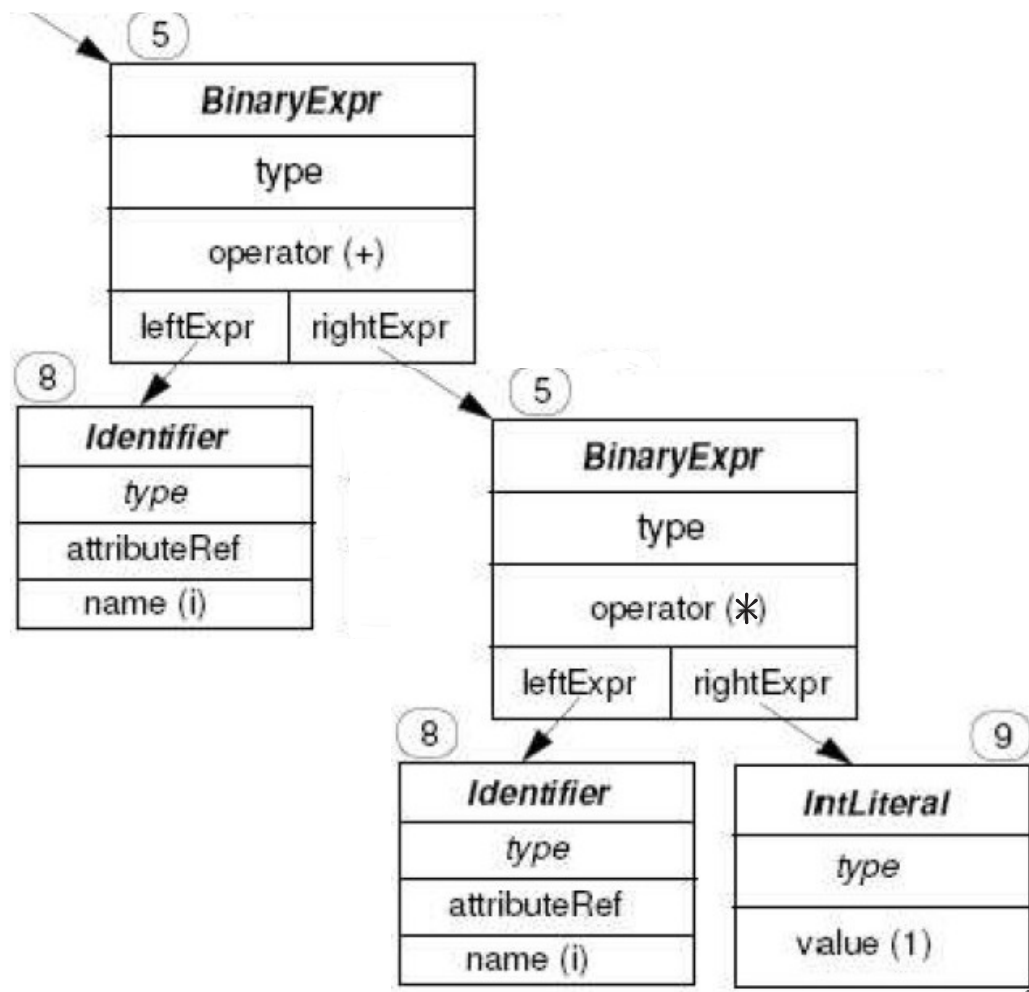 5
BinaryExpr
type
operator (+)
leftExpr rightExpr
8
Identifier
type
attributeRef
name (i)
5
BinaryExpr
type
operator (*)
leftExpr rightExpr
8
Identifier
type
attributeRef
name (i)
9
IntLiteral
type
value (1)